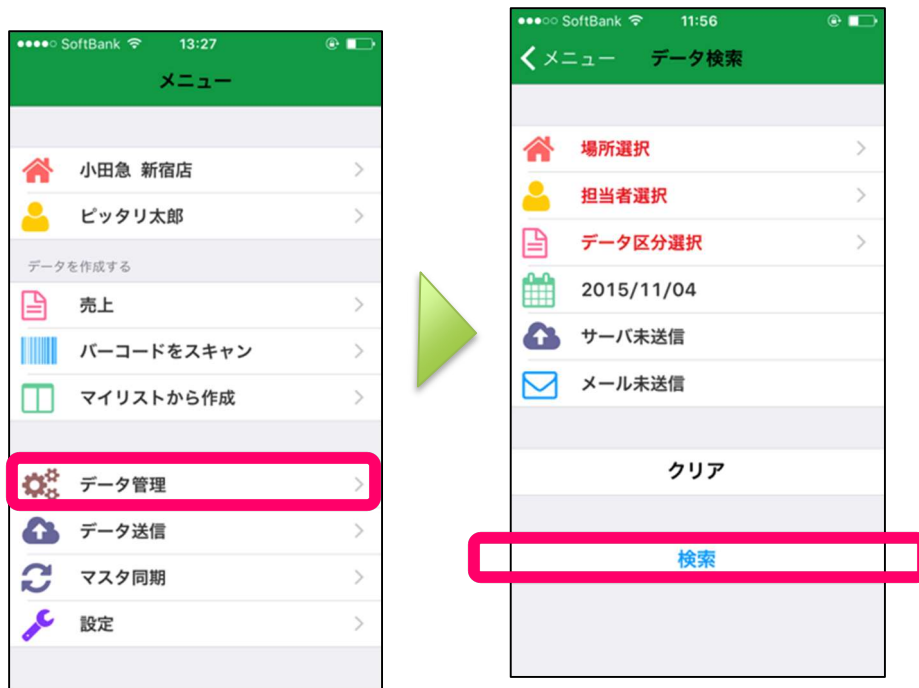 SoftBank 13:27
メニュー
小田急 新宿店
ピッタリ太郎
データを作成する
売上
バーコードをスキャン
マイリストから作成
データ管理
データ送信
マスタ同期
設定
SoftBank 11:56
メニュー データ検索
場所選択
担当者選択
データ区分選択
2015/11/04
サーバ未送信
メール未送信
クリア
検索